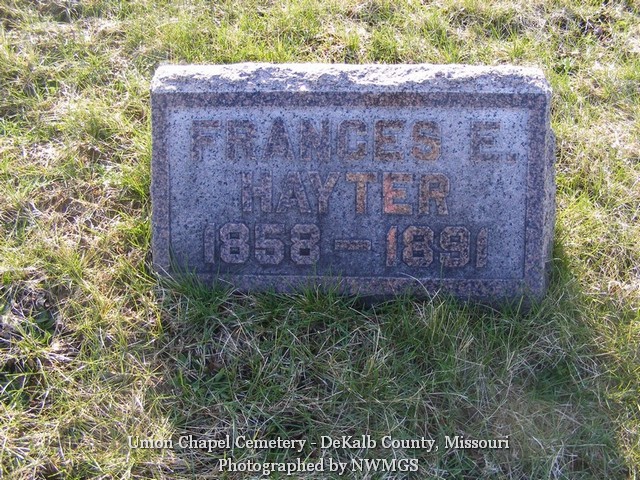 FRANCES E.
HAYTER
1858 — 1891
Union Chapel Cemetery - DeKalb County, Missouri
Photographed by NWMGS